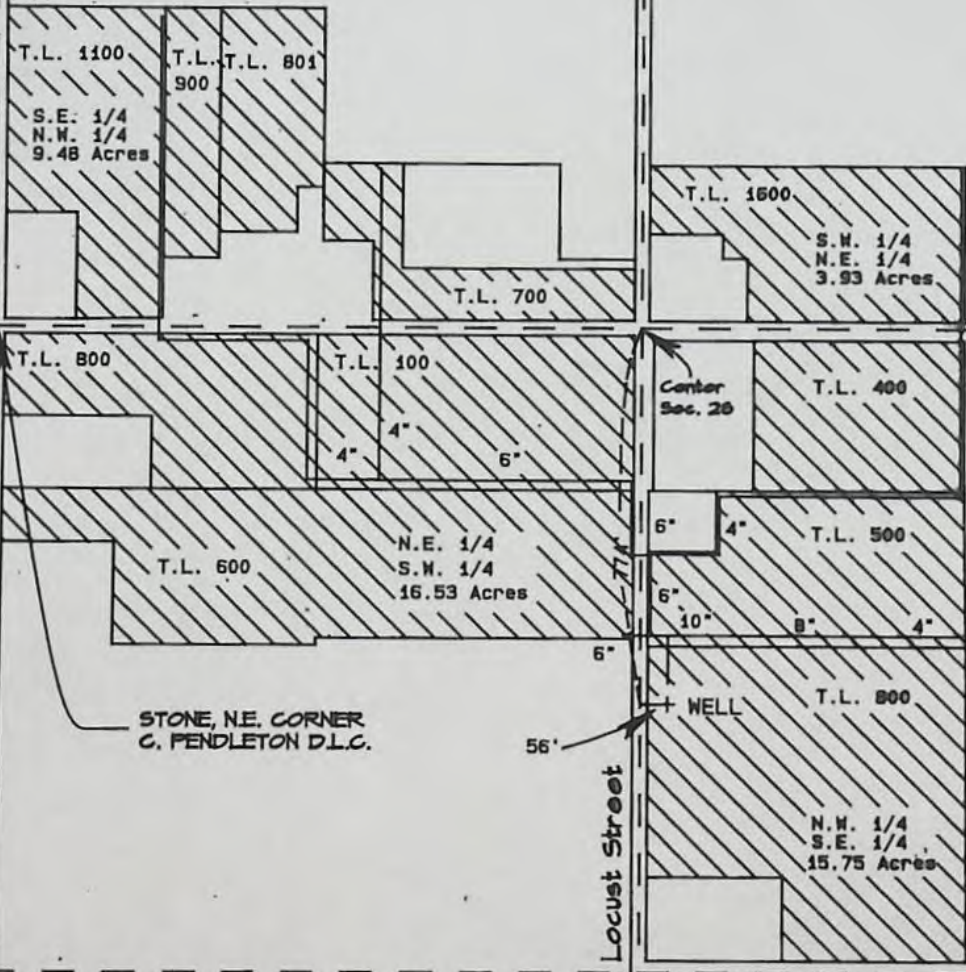 T.L. 1100
S.E. 1/4
N.W. 1/4
9.48 Acres
T.L.
900
T.L. 801
T.L. 1600
S.W. 1/4
N.E. 1/4
3.93 Acres
T.L. 700
T.L. 800
T.L. 100
4"
4"
6"
Center
Sec. 26
T.L. 400
T.L. 600
N.E. 1/4
S.W. 1/4
16.53 Acres
6"
4"
T.L. 500
6"
10"
8"
4"
6"
WELL
56'
T.L. 800
STONE, N.E. CORNER
C. PENDLETON D.L.C.
Locust Street
N.W. 1/4
S.E. 1/4
15.75 Acres